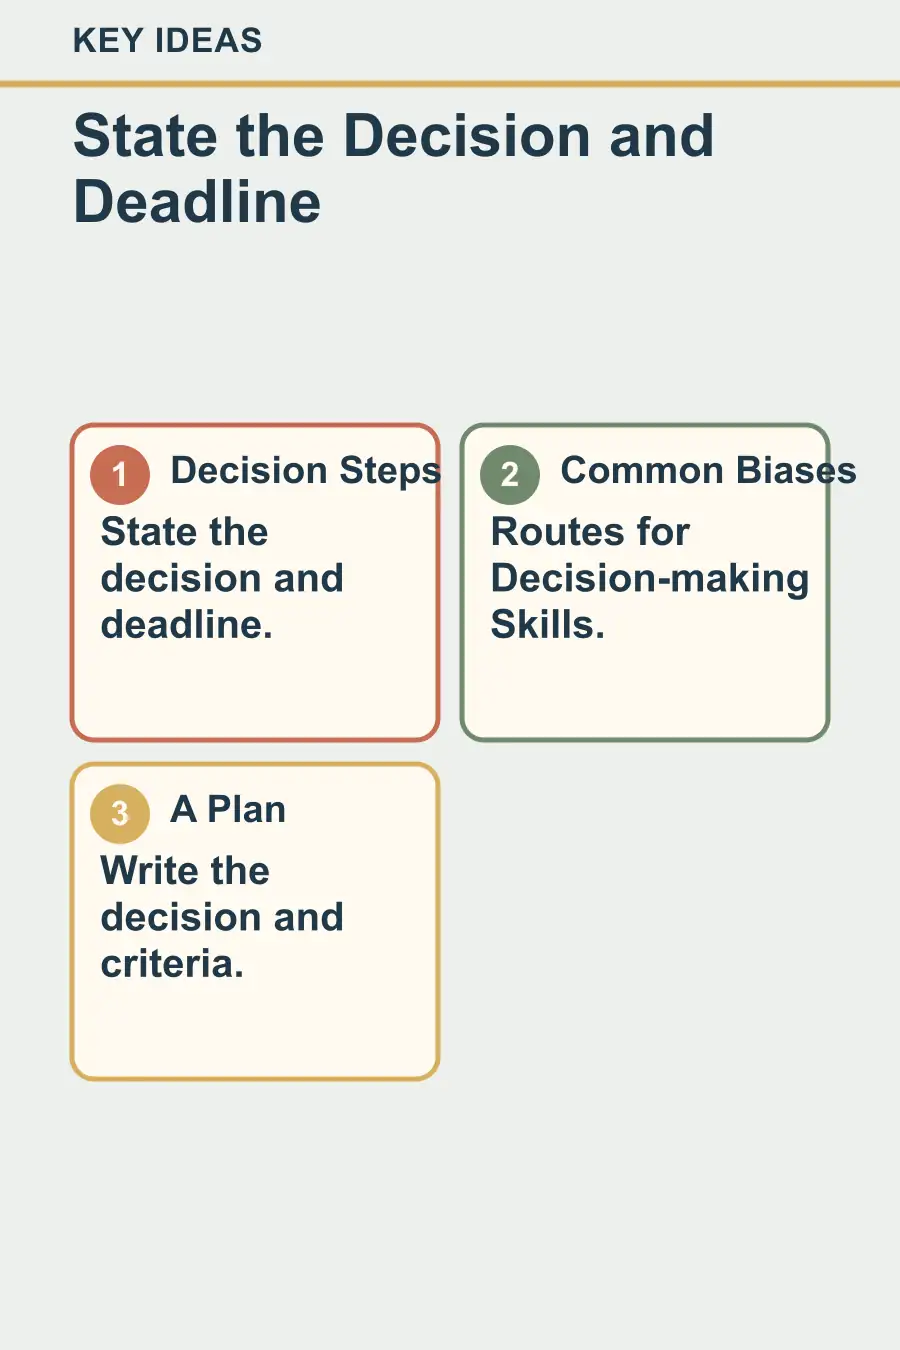 KEY IDEAS
State the Decision and
Deadline
1 Decision Steps
State the
decision and
deadline.
2 Common Biases
Routes for
Decision-making
Skills.
3 A Plan
Write the
decision and
criteria.